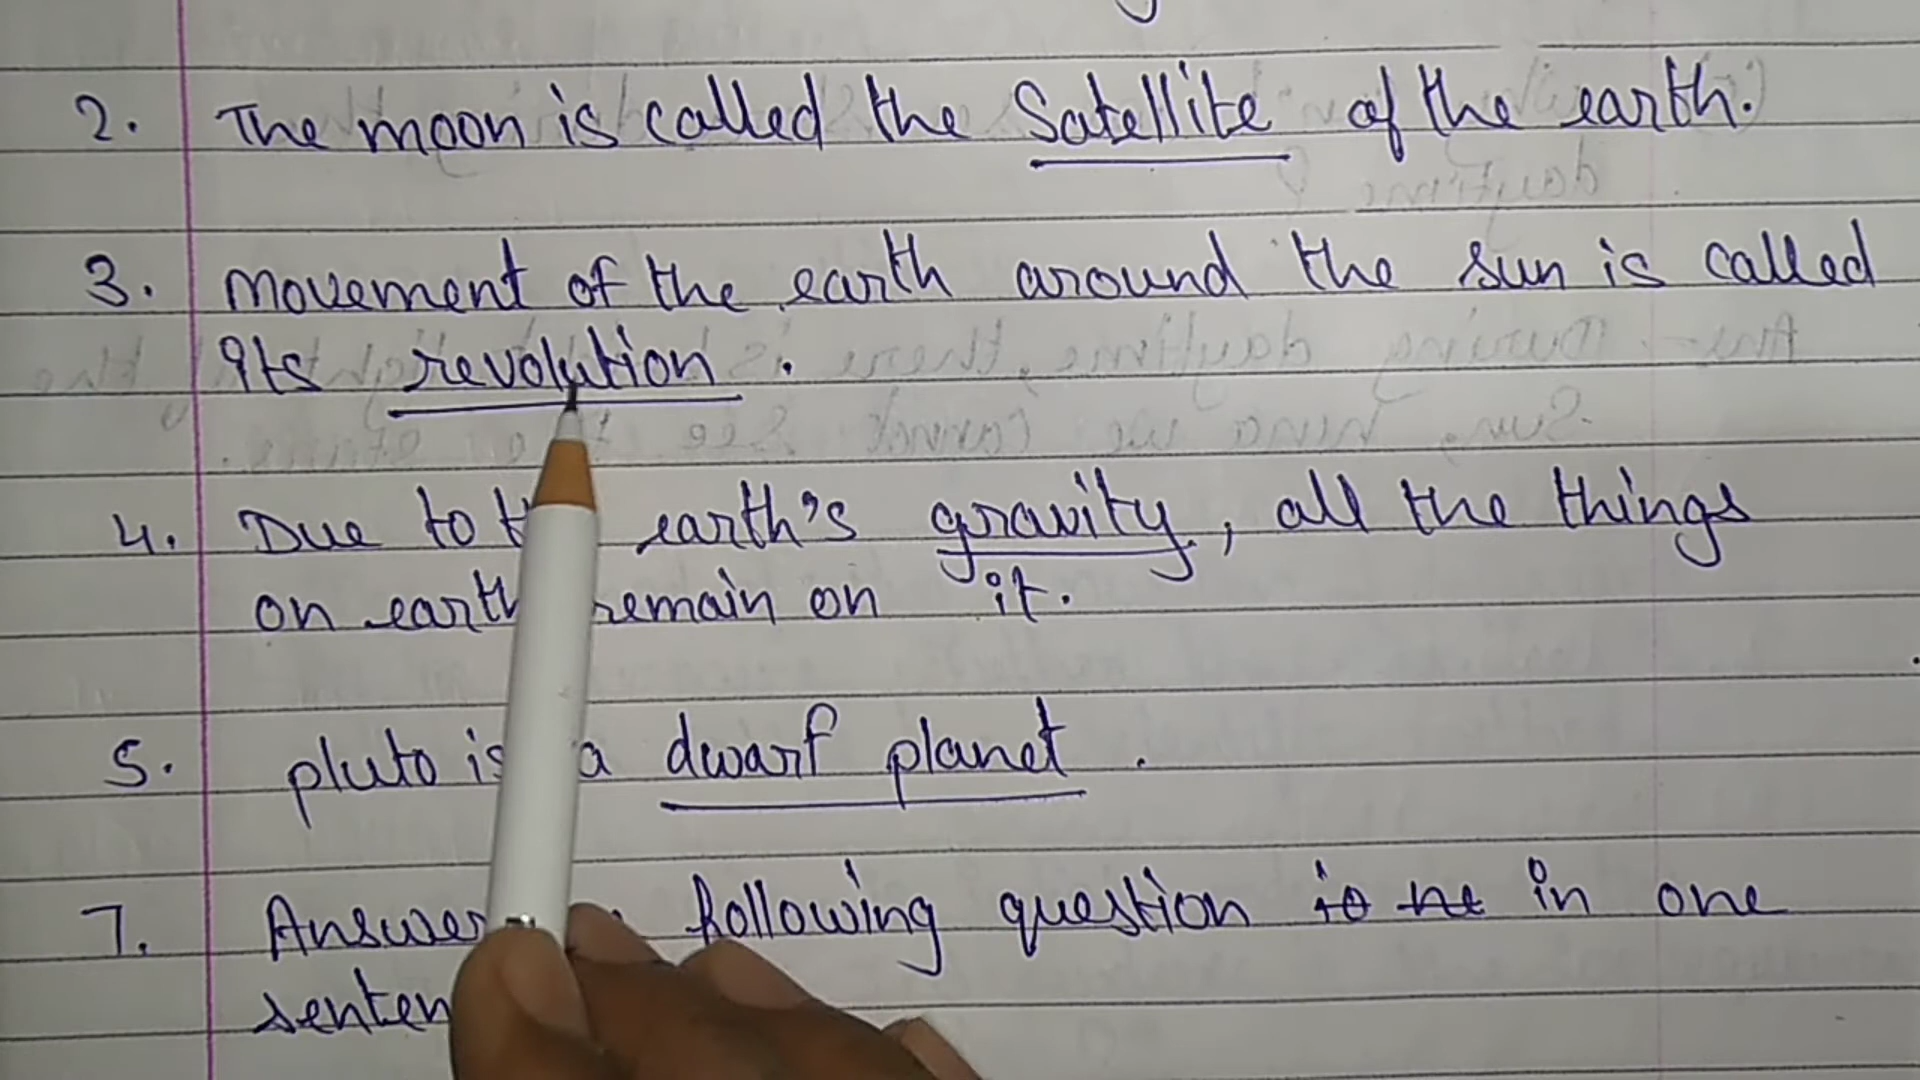 2. The moon is called the Satellite of the earth.
3. Movement of the earth around the sun is called
its revolution.
4. Due to earth's gravity, all the things
on earth remain on it.
5. pluto is a dwarf planet.
7. Answer following question in one